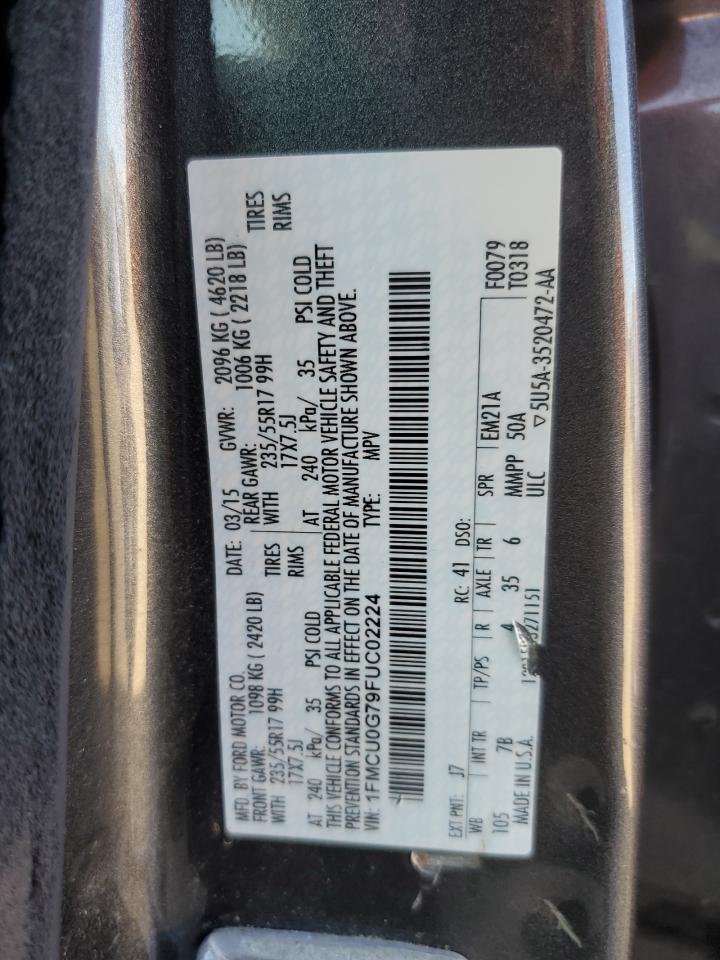 MFD. BY FORD MOTOR CO. DATE: 03/15 GVWR: 2096 KG ( 4620 LB)
FRONT GAWR: 1098 KG ( 2420 LB) REAR GAWR: 1006 KG ( 2218 LB)
WITH 235/55R17 99H TIRES WITH 235/55R17 99H TIRES
17X7.5J RIMS 17X7.5J RIMS
AT 240 kPa/ 35 PSI COLD AT 240 kPa/ 35 PSI COLD
THIS VEHICLE CONFORMS TO ALL APPLICABLE FEDERAL MOTOR VEHICLE SAFETY AND THEFT
PREVENTION STANDARDS IN EFFECT ON THE DATE OF MANUFACTURE SHOWN ABOVE.
VIN: 1FMCU0G79FUC02224 TYPE: MPV
EXT PNT: J7 RC: 41 DSO:
WB INT TR TP/PS R AXLE TR SPR EM21A F0079
105 7B 4 35 6 MMPP 50A T0318
MADE IN U.S.A. ULC
▽5U5A-3520472-AA